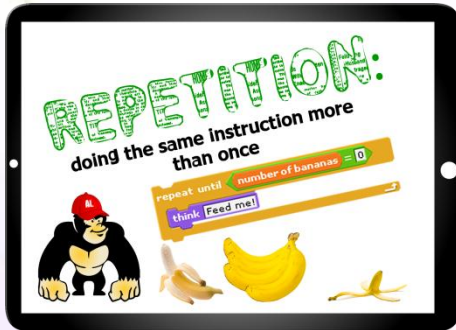 REPETITION:
doing the same instruction more
than once
repeat until number of bananas = 0
think Feed me!
AL